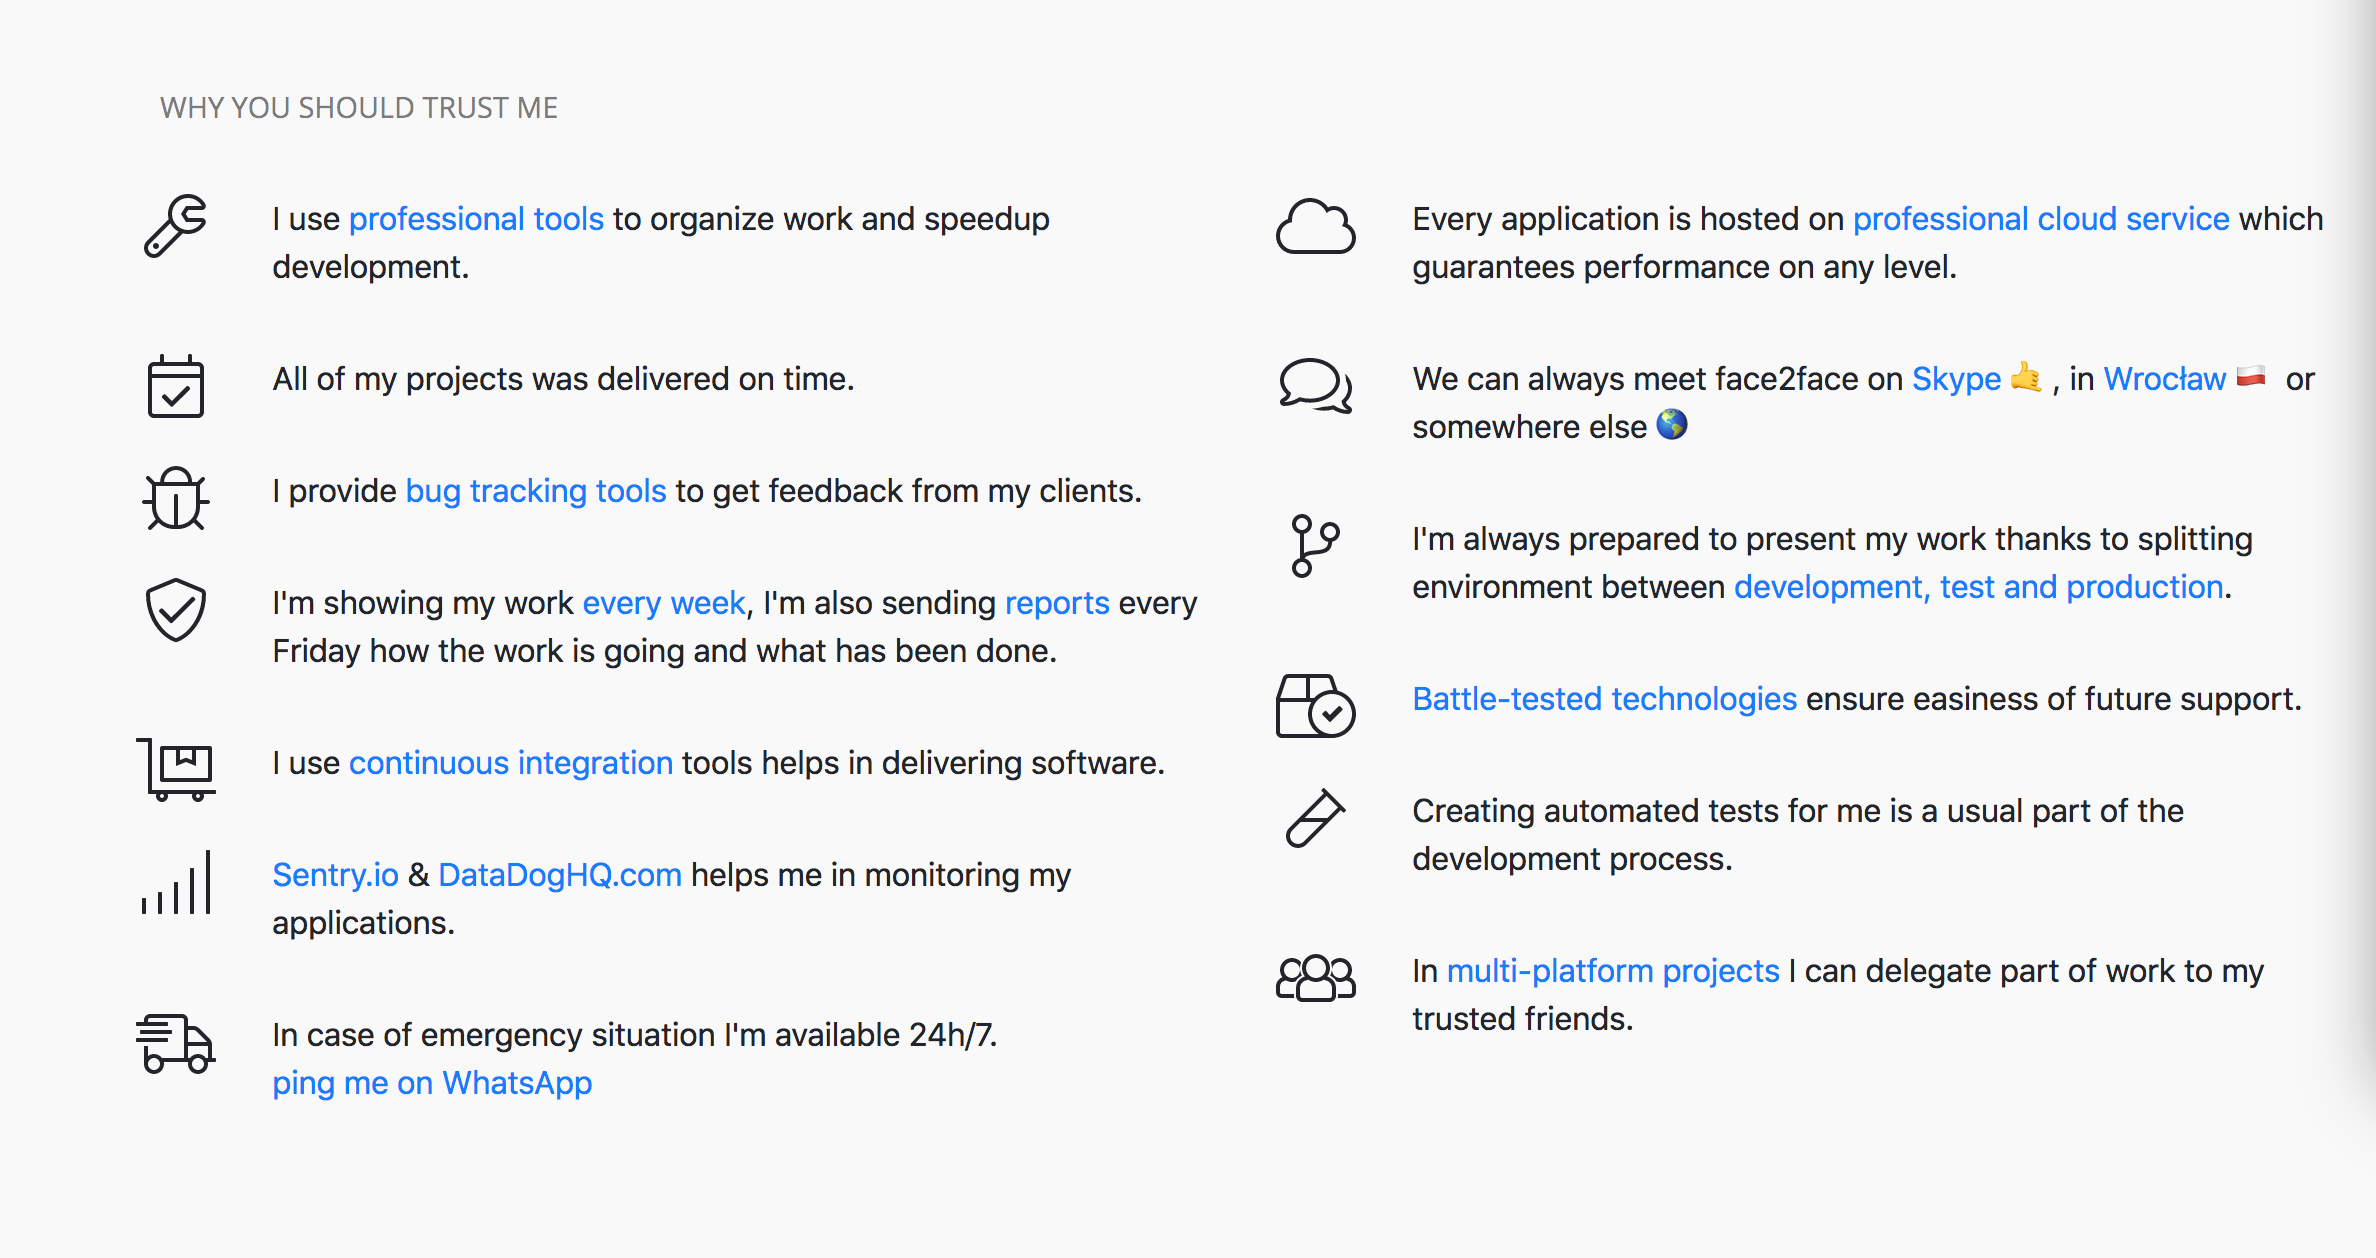 WHY YOU SHOULD TRUST ME
I use professional tools to organize work and speedup
development.
All of my projects was delivered on time.
I provide bug tracking tools to get feedback from my clients.
I'm showing my work every week, I'm also sending reports every
Friday how the work is going and what has been done.
I use continuous integration tools helps in delivering software.
Sentry.io & DataDogHQ.com helps me in monitoring my
applications.
In case of emergency situation I'm available 24h/7.
ping me on WhatsApp
Every application is hosted on professional cloud service which
guarantees performance on any level.
We can always meet face2face on Skype 🤙 , in Wrocław 🇵🇱 or
somewhere else 🌎
I'm always prepared to present my work thanks to splitting
environment between development, test and production.
Battle-tested technologies ensure easiness of future support.
Creating automated tests for me is a usual part of the
development process.
In multi-platform projects I can delegate part of work to my
trusted friends.